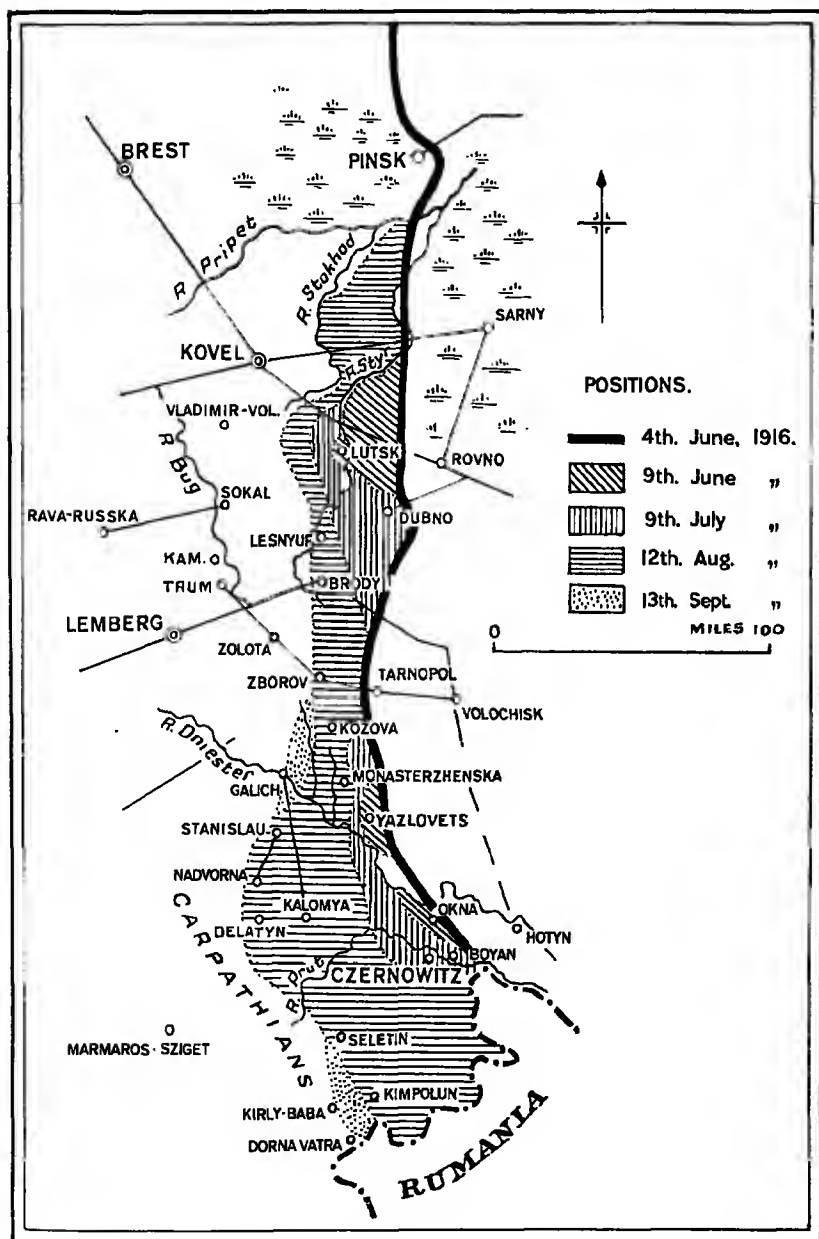 BREST
PINSK
R Pripet
R. Stokhod
SARNY
KOVEL
R. Sty
POSITIONS.
4th. June, 1916.
9th. June "
9th. July "
12th. Aug. "
13th. Sept. "
0 MILES 100
VLADIMIR-VOL.
R Bug
LUTSK
ROVNO
SOKAL
RAVA-RUSSKA
DUBNO
LESNYUF
KAM.
TRUM
BRODY
LEMBERG
ZOLOTA
ZBOROV
TARNOPOL
VOLOCHISK
KOZOVA
R. Dniester
GALICH
MONASTERZHENSKA
YAZLOVETS
STANISLAU.
NADVORNA
KALOMYA
DELATYN
OKNA
HOTYN
BOYAN
CZERNOWITZ
R. Prut
CARPATHIANS
MARMAROS-SZIGET
SELETIN
KIMPOLUN
KIRLY-BABA
DORNA VATRA
RUMANIA